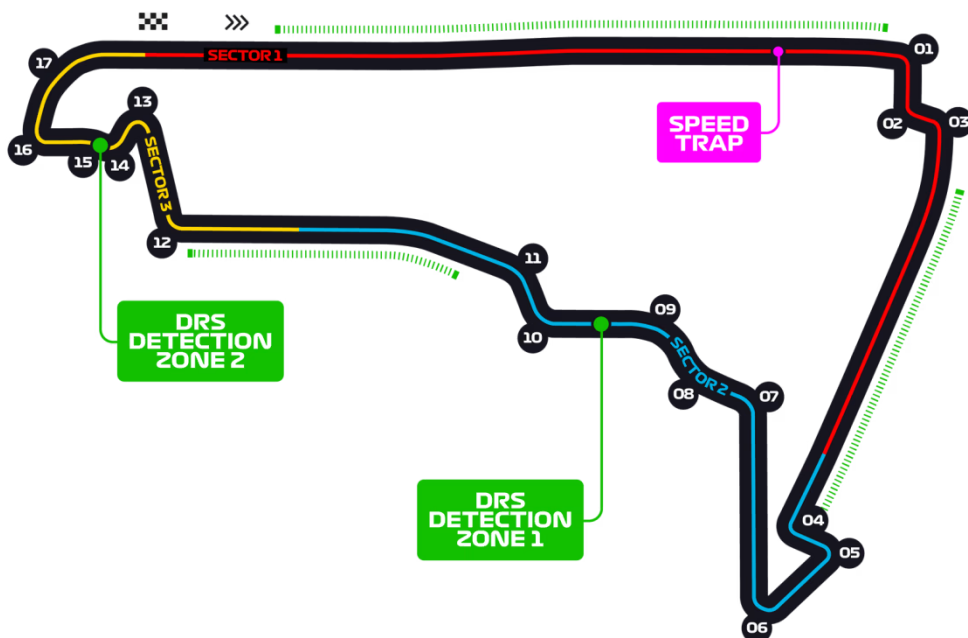 SECTOR 1
01
17
13
SPEED
TRAP
02
03
16
15
14
SECTOR 3
12
11
DRS
DETECTION
ZONE 2
10
09
SECTOR 2
08
07
DRS
DETECTION
ZONE 1
04
05
06